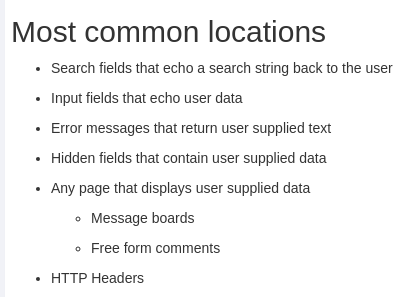 Most common locations
Search fields that echo a search string back to the user
Input fields that echo user data
Error messages that return user supplied text
Hidden fields that contain user supplied data
Any page that displays user supplied data
Message boards
Free form comments
HTTP Headers